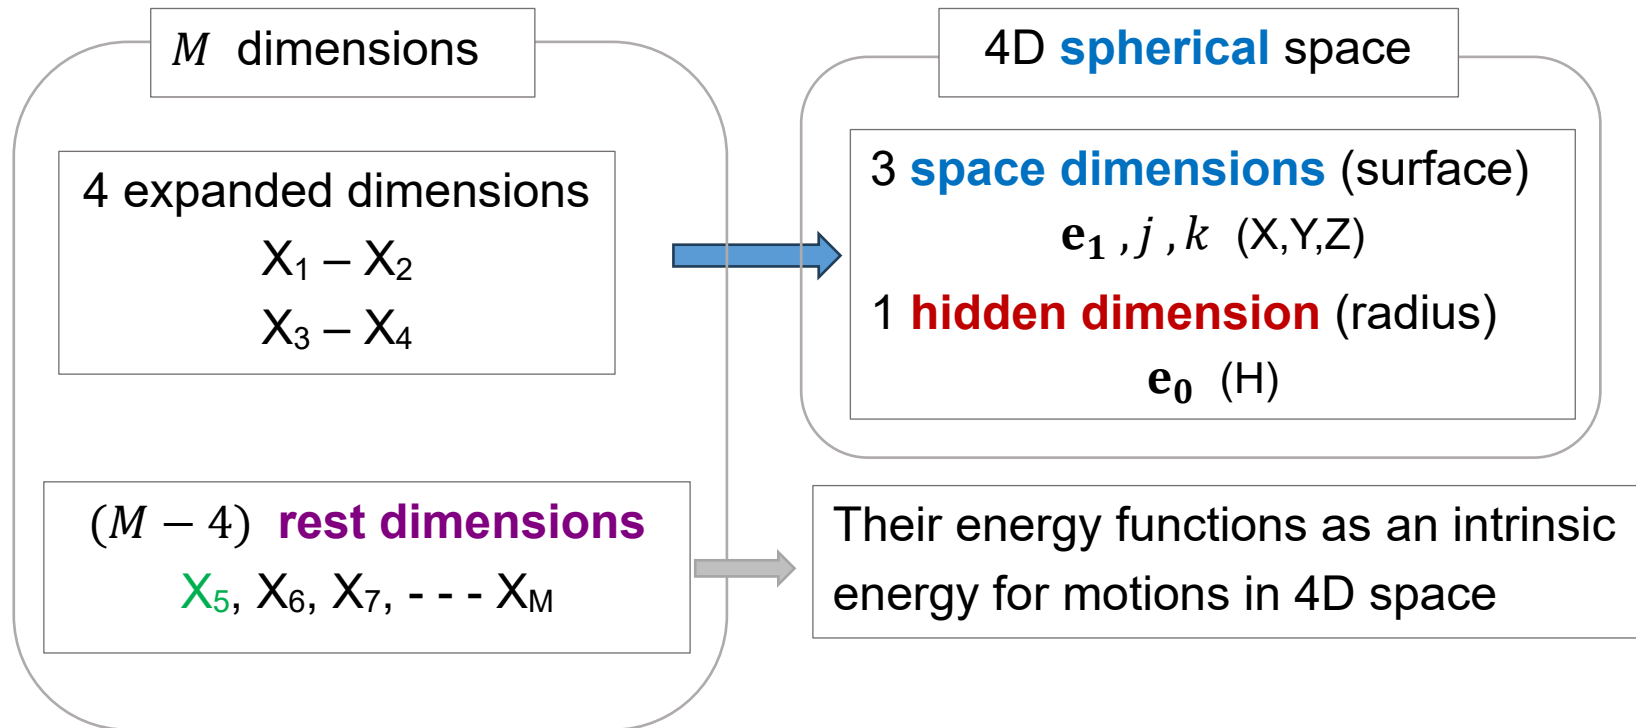 M dimensions
4 expanded dimensions
X₁ – X₂
X₃ – X₄
(M − 4) rest dimensions
X₅, X₆, X₇, - - - X_M
4D spherical space
3 space dimensions (surface)
e₁ , j , k (X,Y,Z)
1 hidden dimension (radius)
e₀ (H)
Their energy functions as an intrinsic
energy for motions in 4D space